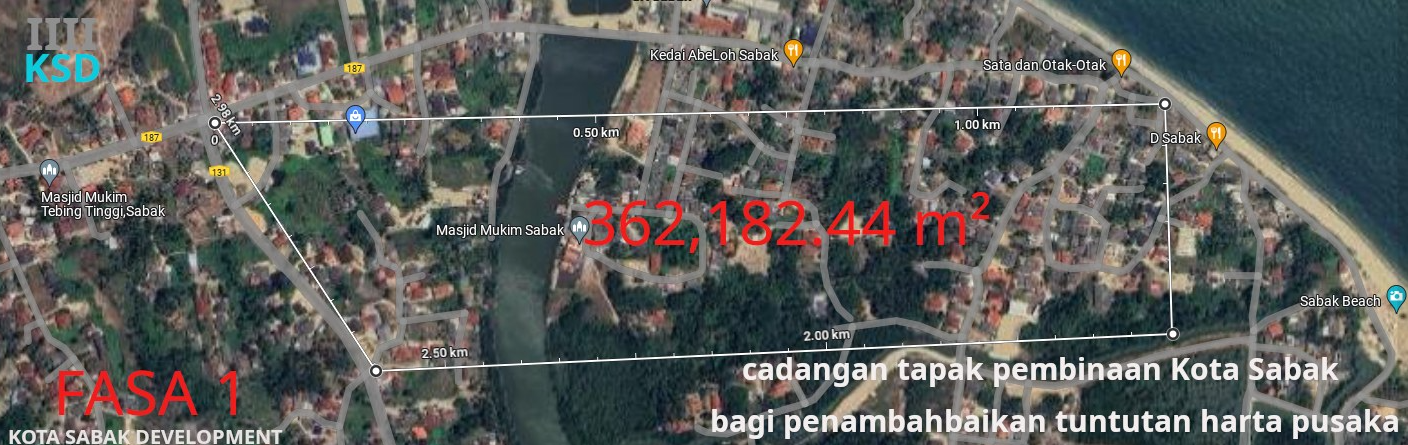 IIII
KSD
187
Kedai AbeLoh Sabak
Sata dan Otak-Otak
2.98 km
0
187
0.50 km
1.00 km
D Sabak
131
Masjid Mukim
Tebing Tinggi,Sabak
Masjid Mukim Sabak
362,182.44 m²
Sabak Beach
2.50 km
2.00 km
FASA 1
KOTA SABAK DEVELOPMENT
cadangan tapak pembinaan Kota Sabak
bagi penambahbaikan tuntutan harta pusaka